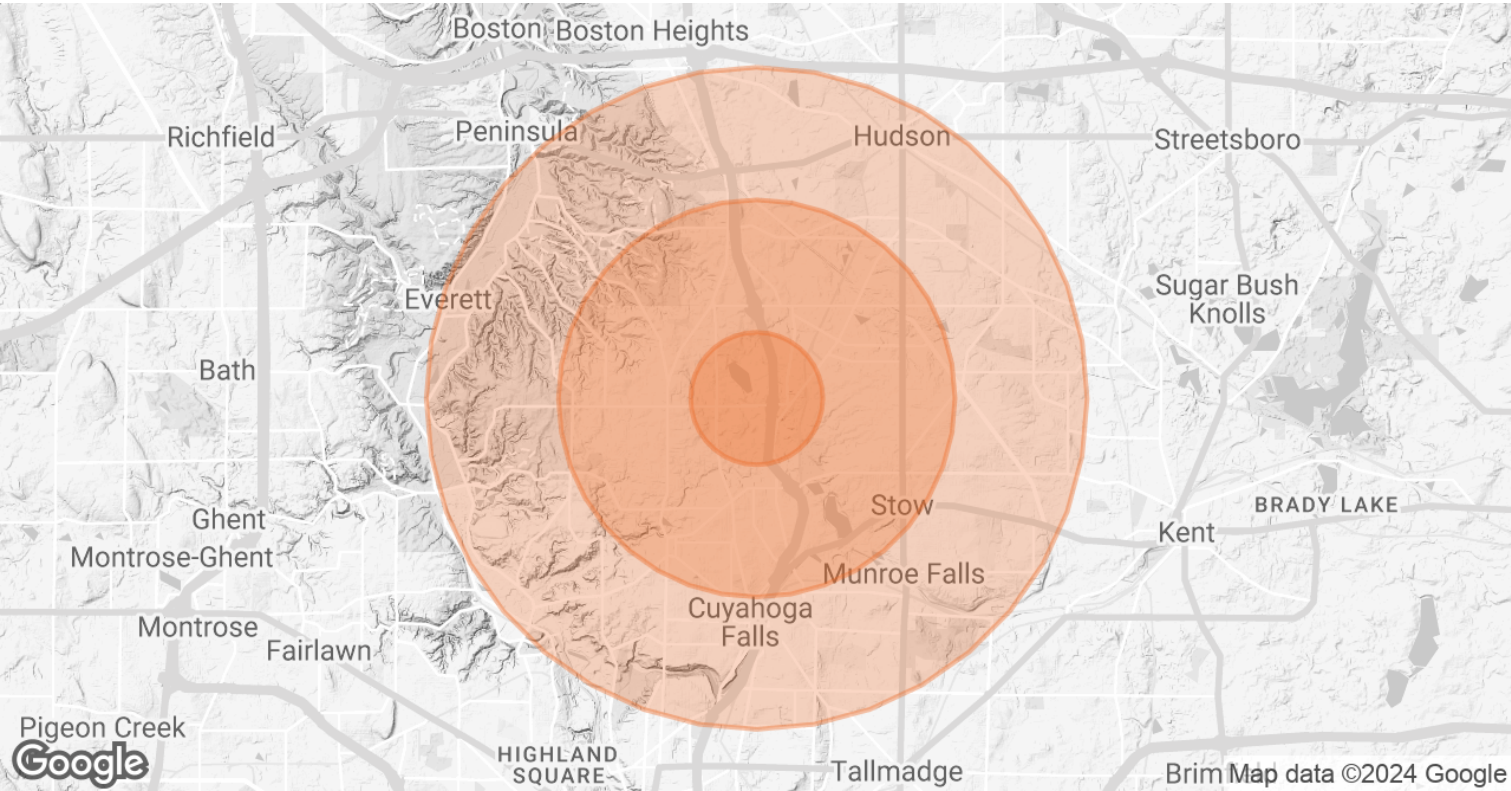 Boston Boston Heights
Richfield
Peninsula
Hudson
Streetsboro
Everett
Sugar Bush
Knolls
Bath
Ghent
Stow
BRADY LAKE
Kent
Montrose-Ghent
Munroe Falls
Montrose
Cuyahoga
Falls
Fairlawn
Pigeon Creek
HIGHLAND
SQUARE
Tallmadge
Google
Brim
Map data ©2024 Google